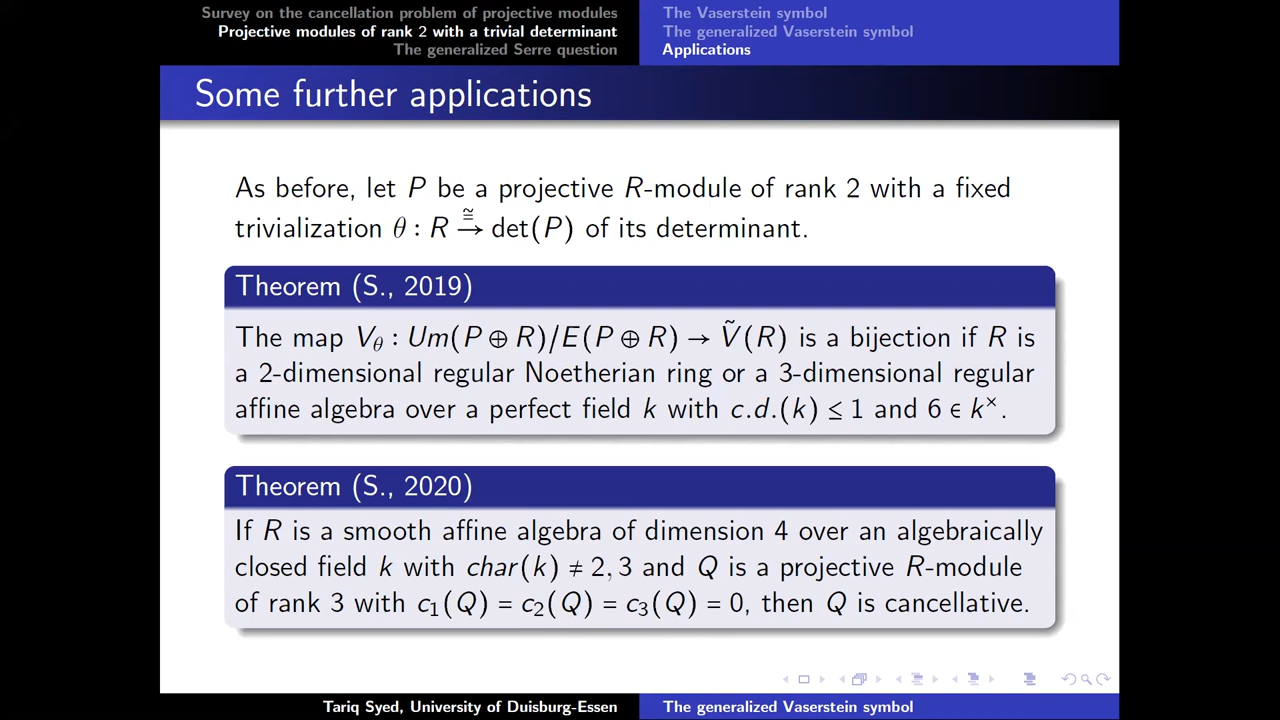 Survey on the cancellation problem of projective modules
Projective modules of rank 2 with a trivial determinant
The generalized Serre question
The Vaserstein symbol
The generalized Vaserstein symbol
Applications
Some further applications
As before, let P be a projective R-module of rank 2 with a fixed
trivialization θ : R ≅→ det(P) of its determinant.
Theorem (S., 2019)
The map V_θ : Um(P ⊕ R)/E(P ⊕ R) → Ṽ(R) is a bijection if R is
a 2-dimensional regular Noetherian ring or a 3-dimensional regular
affine algebra over a perfect field k with c.d.(k) ≤ 1 and 6 ∈ k^×.
Theorem (S., 2020)
If R is a smooth affine algebra of dimension 4 over an algebraically
closed field k with char(k) ≠ 2, 3 and Q is a projective R-module
of rank 3 with c₁(Q) = c₂(Q) = c₃(Q) = 0, then Q is cancellative.
Tariq Syed, University of Duisburg-Essen
The generalized Vaserstein symbol